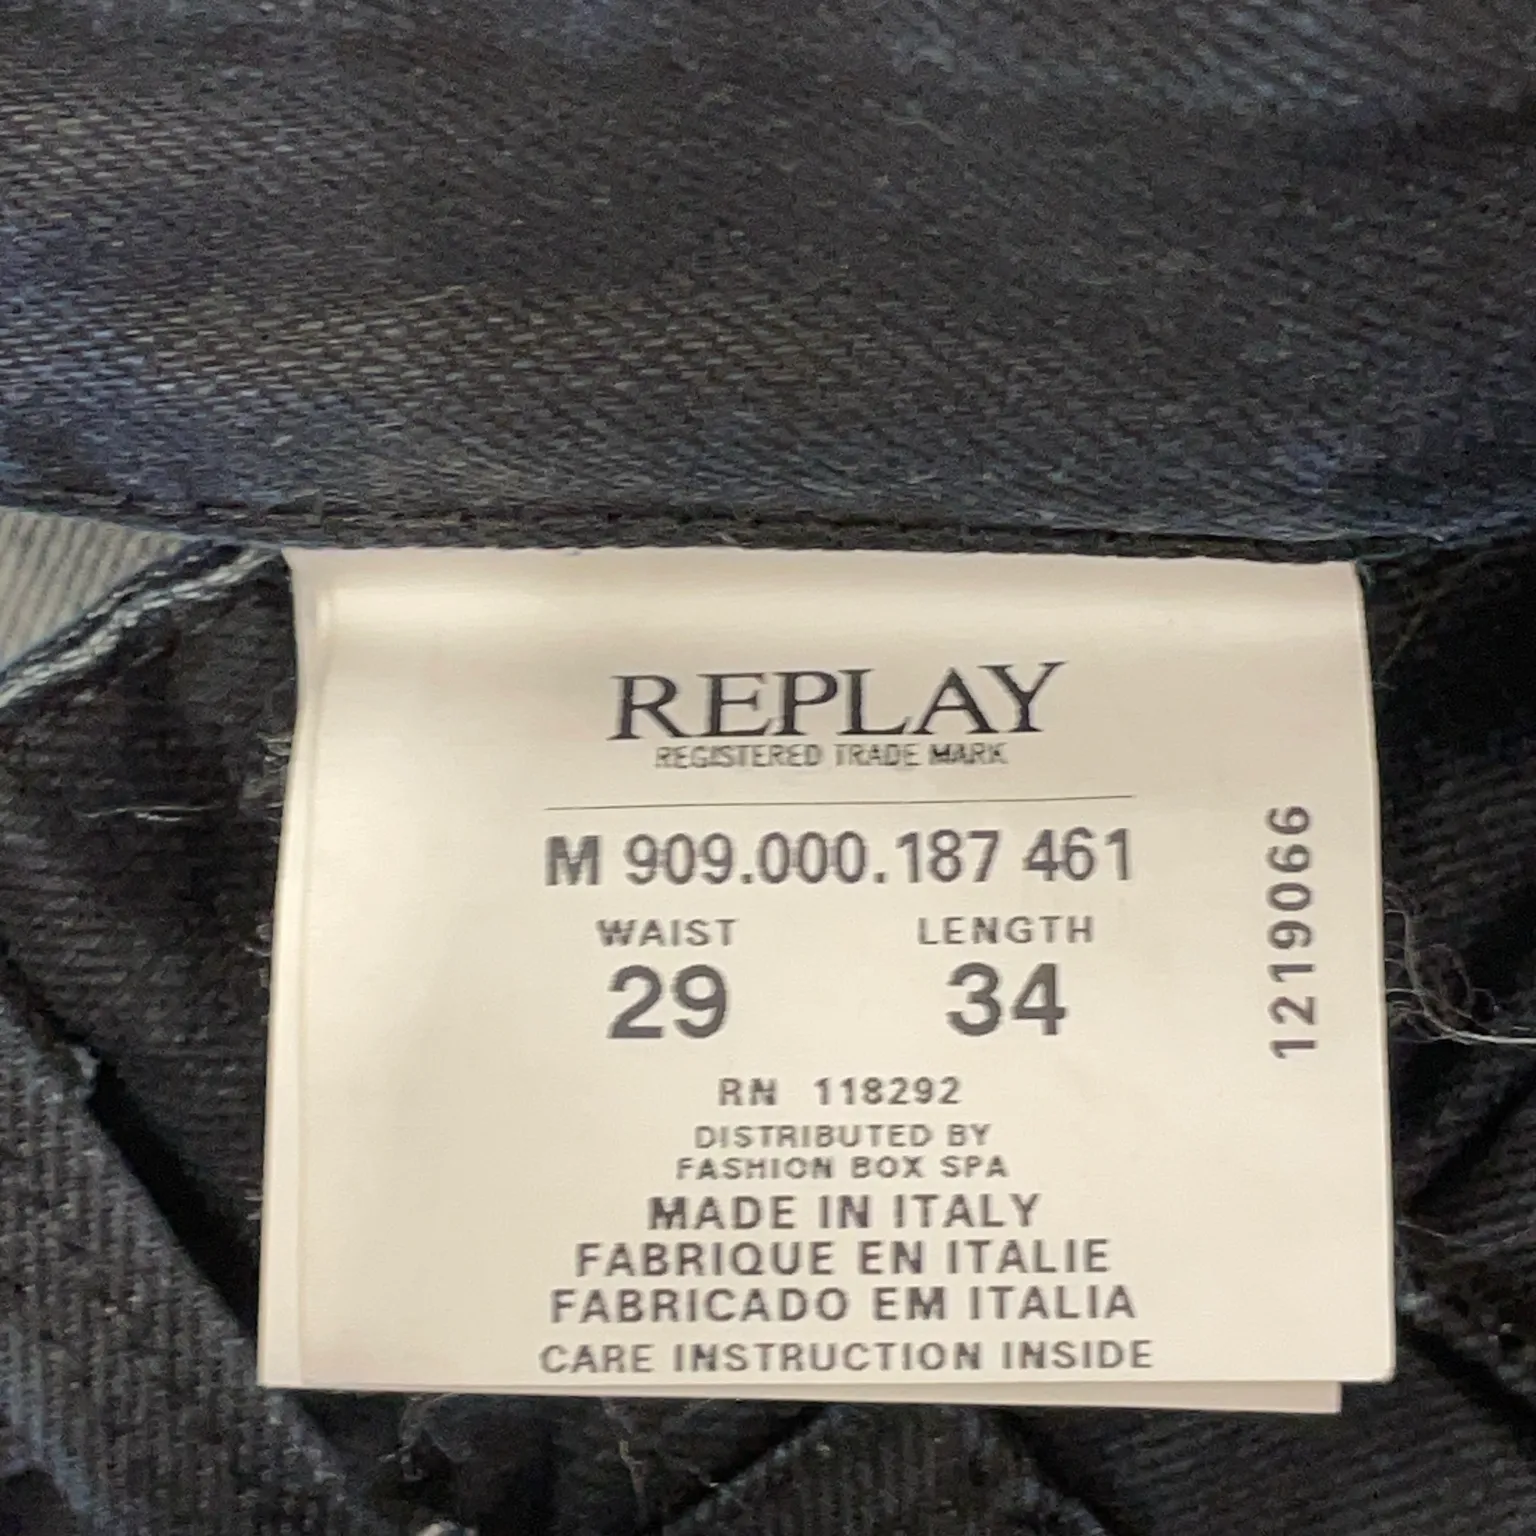 REPLAY
REGISTERED TRADE MARK
M 909.000.187 461
WAIST LENGTH
29 34
RN 118292
DISTRIBUTED BY
FASHION BOX SPA
MADE IN ITALY
FABRIQUE EN ITALIE
FABRICADO EM ITALIA
CARE INSTRUCTION INSIDE
1219066